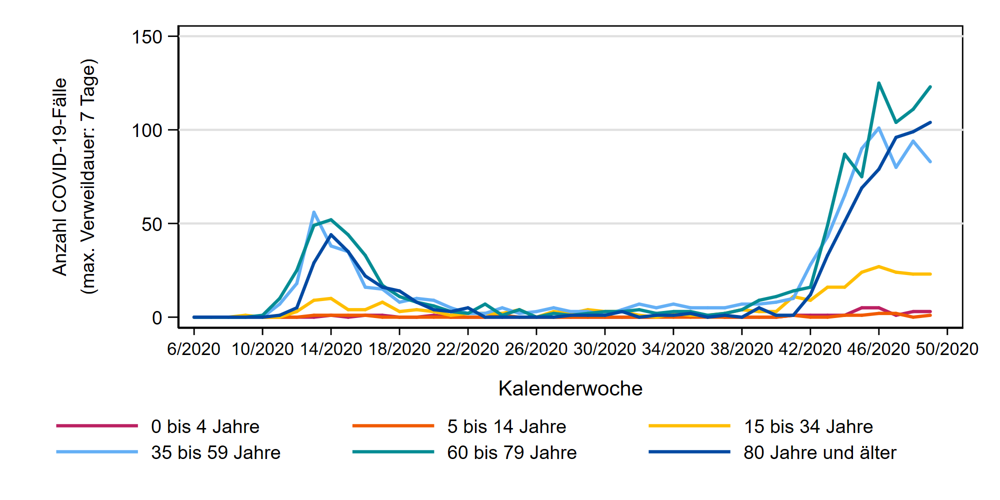 Anzahl COVID-19-Fälle
(max. Verweildauer: 7 Tage)
150
100
50
0
6/2020 10/2020 14/2020 18/2020 22/2020 26/2020 30/2020 34/2020 38/2020 42/2020 46/2020 50/2020
Kalenderwoche
0 bis 4 Jahre 5 bis 14 Jahre 15 bis 34 Jahre
35 bis 59 Jahre 60 bis 79 Jahre 80 Jahre und älter